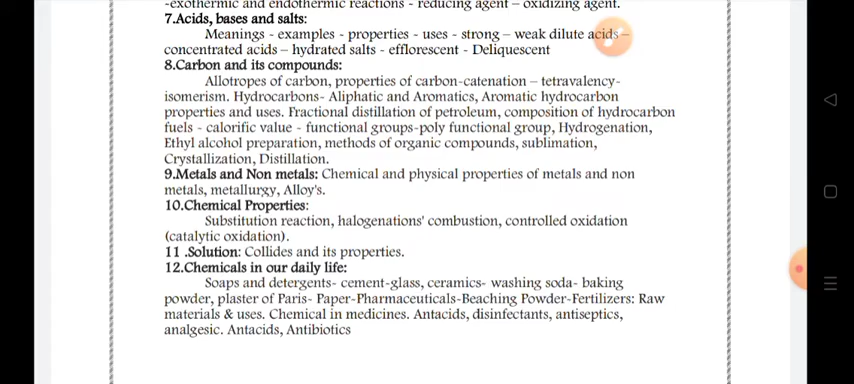 -exothermic and endothermic reactions - reducing agent – oxidizing agent.
7.Acids, bases and salts:
Meanings - examples - properties - uses - strong – weak dilute acids –
concentrated acids – hydrated salts - efflorescent - Deliquescent
8.Carbon and its compounds:
Allotropes of carbon, properties of carbon-catenation – tetravalency-
isomerism. Hydrocarbons- Aliphatic and Aromatics, Aromatic hydrocarbon
properties and uses. Fractional distillation of petroleum, composition of hydrocarbon
fuels - calorific value - functional groups-poly functional group, Hydrogenation,
Ethyl alcohol preparation, methods of organic compounds, sublimation,
Crystallization, Distillation.
9.Metals and Non metals: Chemical and physical properties of metals and non
metals, metallurgy, Alloy's.
10.Chemical Properties:
Substitution reaction, halogenations' combustion, controlled oxidation
(catalytic oxidation).
11 .Solution: Collides and its properties.
12.Chemicals in our daily life:
Soaps and detergents- cement-glass, ceramics- washing soda- baking
powder, plaster of Paris- Paper-Pharmaceuticals-Beaching Powder-Fertilizers: Raw
materials & uses. Chemical in medicines. Antacids, disinfectants, antiseptics,
analgesic. Antacids, Antibiotics